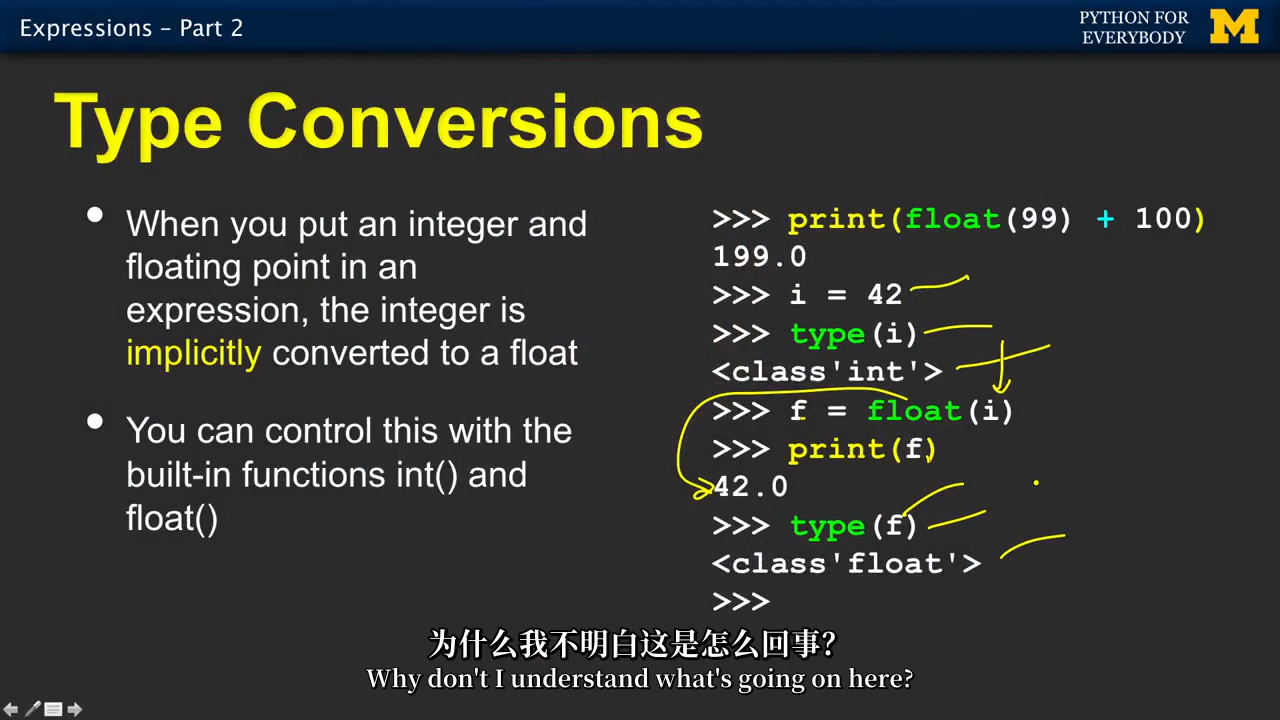 Expressions – Part 2
PYTHON FOR
EVERYBODY
M
Type Conversions
• When you put an integer and
floating point in an
expression, the integer is
implicitly converted to a float
• You can control this with the
built-in functions int() and
float()
>>> print(float(99) + 100)
199.0
>>> i = 42
>>> type(i)
<class'int'>
>>> f = float(i)
>>> print(f)
42.0
>>> type(f)
<class'float'>
>>>
为什么我不明白这是怎么回事?
Why don't I understand what's going on here?